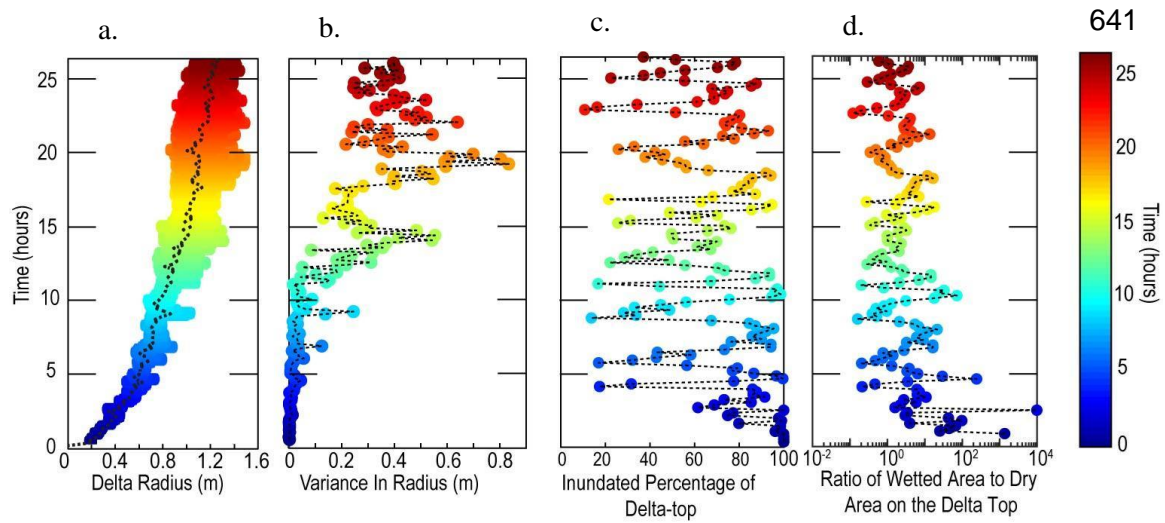 a.
b.
c.
d.
641
Time (hours)
25
20
15
10
5
0
0 0.4 0.8 1.2 1.6
Delta Radius (m)
0 0.2 0.4 0.6 0.8
Variance In Radius (m)
0 20 40 60 80 100
Inundated Percentage of
Delta-top
10-2 100 102 104
Ratio of Wetted Area to Dry
Area on the Delta Top
25
20
15
10
5
0
Time (hours)